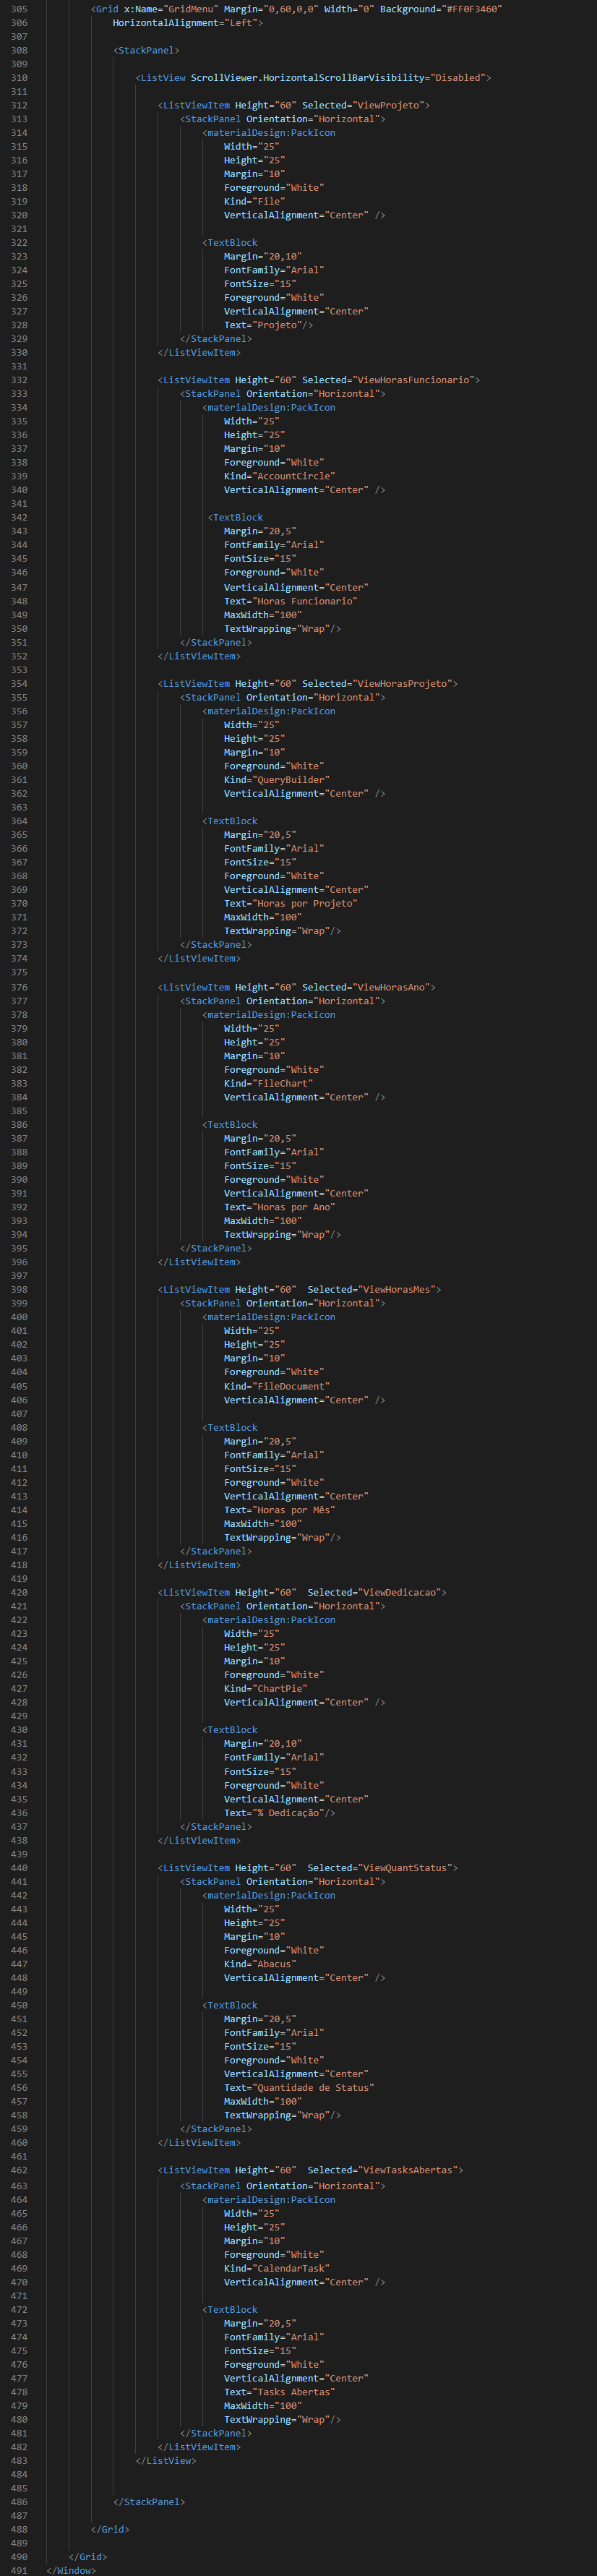 305 <Grid x:Name="GridMenu" Margin="0,60,0,0" Width="0" Background="#FF0F3460"
306 HorizontalAlignment="Left">
307
308 <StackPanel>
309
310 <ListView ScrollViewer.HorizontalScrollBarVisibility="Disabled">
311
312 <ListViewItem Height="60" Selected="ViewProjeto">
313 <StackPanel Orientation="Horizontal">
314 <materialDesign:PackIcon
315 Width="25"
316 Height="25"
317 Margin="10"
318 Foreground="White"
319 Kind="File"
320 VerticalAlignment="Center" />
321
322 <TextBlock
323 Margin="20,10"
324 FontFamily="Arial"
325 FontSize="15"
326 Foreground="White"
327 VerticalAlignment="Center"
328 Text="Projeto"/>
329 </StackPanel>
330 </ListViewItem>
331
332 <ListViewItem Height="60" Selected="ViewHorasFuncionario">
333 <StackPanel Orientation="Horizontal">
334 <materialDesign:PackIcon
335 Width="25"
336 Height="25"
337 Margin="10"
338 Foreground="White"
339 Kind="AccountCircle"
340 VerticalAlignment="Center" />
341
342 <TextBlock
343 Margin="20,5"
344 FontFamily="Arial"
345 FontSize="15"
346 Foreground="White"
347 VerticalAlignment="Center"
348 Text="Horas Funcionario"
349 MaxWidth="100"
350 TextWrapping="Wrap"/>
351 </StackPanel>
352 </ListViewItem>
353
354 <ListViewItem Height="60" Selected="ViewHorasProjeto">
355 <StackPanel Orientation="Horizontal">
356 <materialDesign:PackIcon
357 Width="25"
358 Height="25"
359 Margin="10"
360 Foreground="White"
361 Kind="QueryBuilder"
362 VerticalAlignment="Center" />
363
364 <TextBlock
365 Margin="20,5"
366 FontFamily="Arial"
367 FontSize="15"
368 Foreground="White"
369 VerticalAlignment="Center"
370 Text="Horas por Projeto"
371 MaxWidth="100"
372 TextWrapping="Wrap"/>
373 </StackPanel>
374 </ListViewItem>
375
376 <ListViewItem Height="60" Selected="ViewHorasAno">
377 <StackPanel Orientation="Horizontal">
378 <materialDesign:PackIcon
379 Width="25"
380 Height="25"
381 Margin="10"
382 Foreground="White"
383 Kind="FileChart"
384 VerticalAlignment="Center" />
385
386 <TextBlock
387 Margin="20,5"
388 FontFamily="Arial"
389 FontSize="15"
390 Foreground="White"
391 VerticalAlignment="Center"
392 Text="Horas por Ano"
393 MaxWidth="100"
394 TextWrapping="Wrap"/>
395 </StackPanel>
396 </ListViewItem>
397
398 <ListViewItem Height="60"  Selected="ViewHorasMes">
399 <StackPanel Orientation="Horizontal">
400 <materialDesign:PackIcon
401 Width="25"
402 Height="25"
403 Margin="10"
404 Foreground="White"
405 Kind="FileDocument"
406 VerticalAlignment="Center" />
407
408 <TextBlock
409 Margin="20,5"
410 FontFamily="Arial"
411 FontSize="15"
412 Foreground="White"
413 VerticalAlignment="Center"
414 Text="Horas por Mês"
415 MaxWidth="100"
416 TextWrapping="Wrap"/>
417 </StackPanel>
418 </ListViewItem>
419
420 <ListViewItem Height="60"  Selected="ViewDedicacao">
421 <StackPanel Orientation="Horizontal">
422 <materialDesign:PackIcon
423 Width="25"
424 Height="25"
425 Margin="10"
426 Foreground="White"
427 Kind="ChartPie"
428 VerticalAlignment="Center" />
429
430 <TextBlock
431 Margin="20,10"
432 FontFamily="Arial"
433 FontSize="15"
434 Foreground="White"
435 VerticalAlignment="Center"
436 Text="% Dedicação"/>
437 </StackPanel>
438 </ListViewItem>
439
440 <ListViewItem Height="60"  Selected="ViewQuantStatus">
441 <StackPanel Orientation="Horizontal">
442 <materialDesign:PackIcon
443 Width="25"
444 Height="25"
445 Margin="10"
446 Foreground="White"
447 Kind="Abacus"
448 VerticalAlignment="Center" />
449
450 <TextBlock
451 Margin="20,5"
452 FontFamily="Arial"
453 FontSize="15"
454 Foreground="White"
455 VerticalAlignment="Center"
456 Text="Quantidade de Status"
457 MaxWidth="100"
458 TextWrapping="Wrap"/>
459 </StackPanel>
460 </ListViewItem>
461
462 <ListViewItem Height="60"  Selected="ViewTasksAbertas">
463 <StackPanel Orientation="Horizontal">
464 <materialDesign:PackIcon
465 Width="25"
466 Height="25"
467 Margin="10"
468 Foreground="White"
469 Kind="CalendarTask"
470 VerticalAlignment="Center" />
471
472 <TextBlock
473 Margin="20,5"
474 FontFamily="Arial"
475 FontSize="15"
476 Foreground="White"
477 VerticalAlignment="Center"
478 Text="Tasks Abertas"
479 MaxWidth="100"
480 TextWrapping="Wrap"/>
481 </StackPanel>
482 </ListViewItem>
483 </ListView>
484
485
486 </StackPanel>
487
488 </Grid>
489
490 </Grid>
491 </Window>